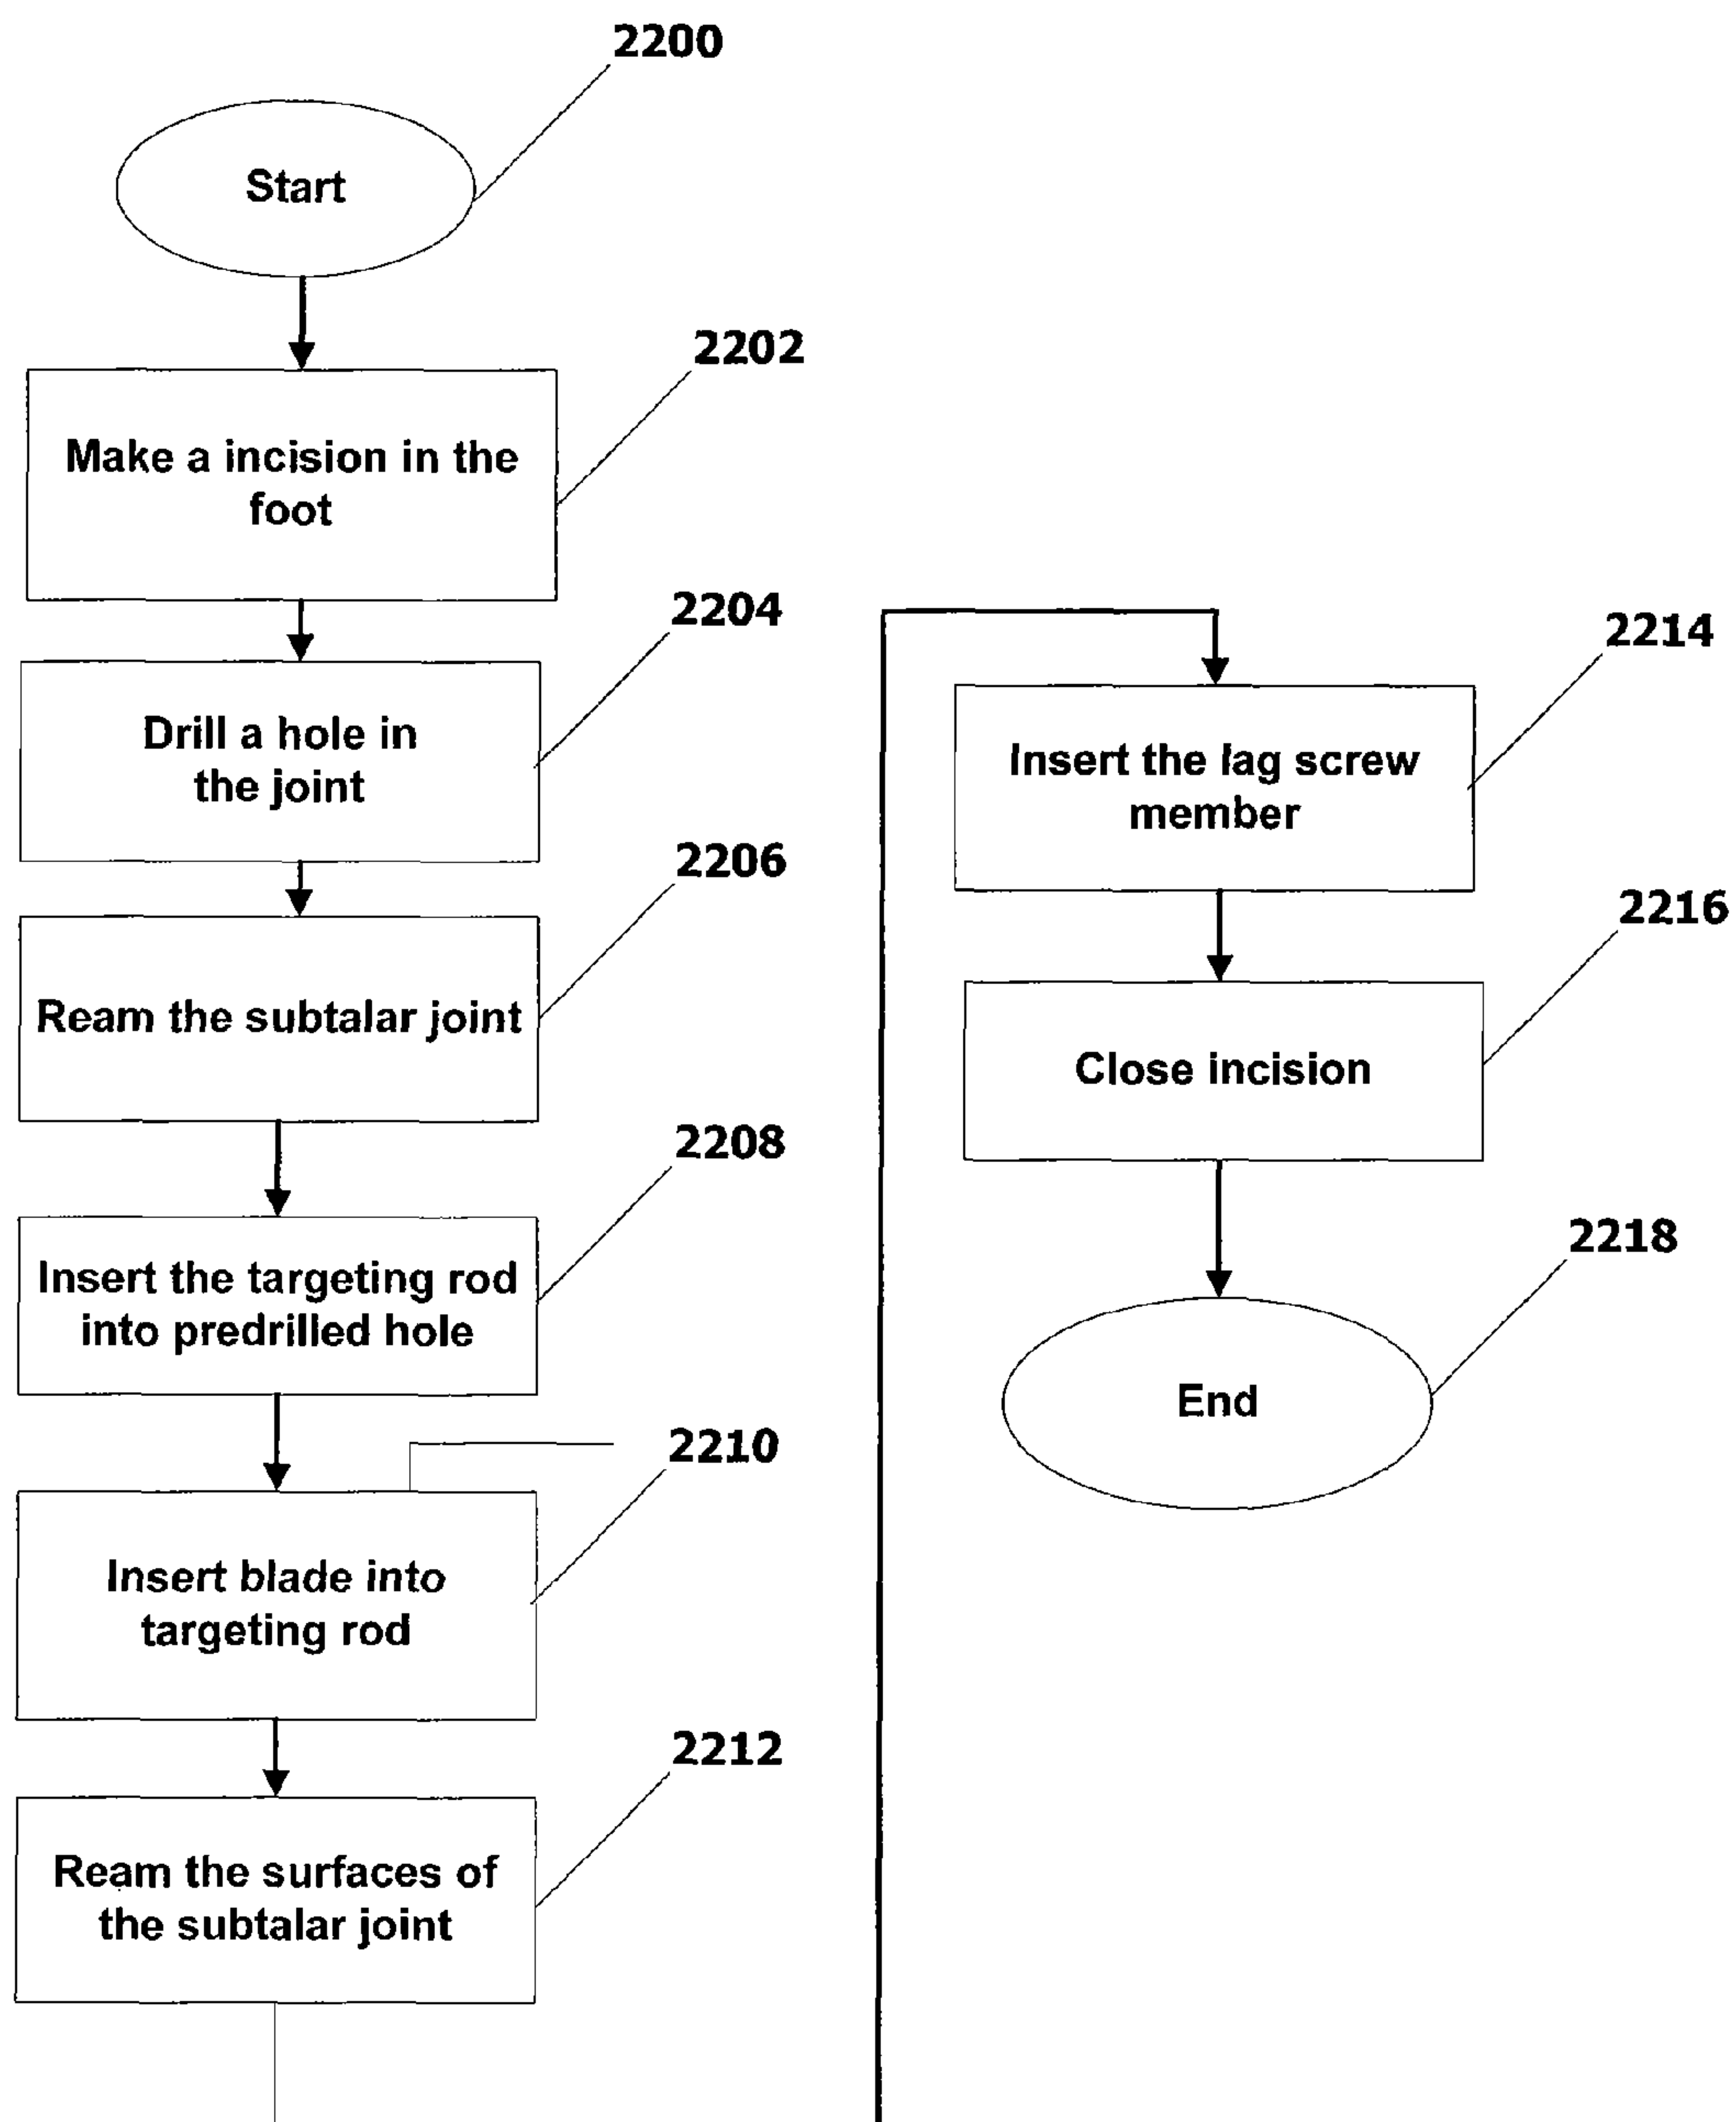 2200
Start
2202
Make a incision in the
foot
2204
Drill a hole in
the joint
2206
Ream the subtalar joint
2208
Insert the targeting rod
into predrilled hole
2210
Insert blade into
targeting rod
2212
Ream the surfaces of
the subtalar joint
2214
Insert the lag screw
member
2216
Close incision
2218
End